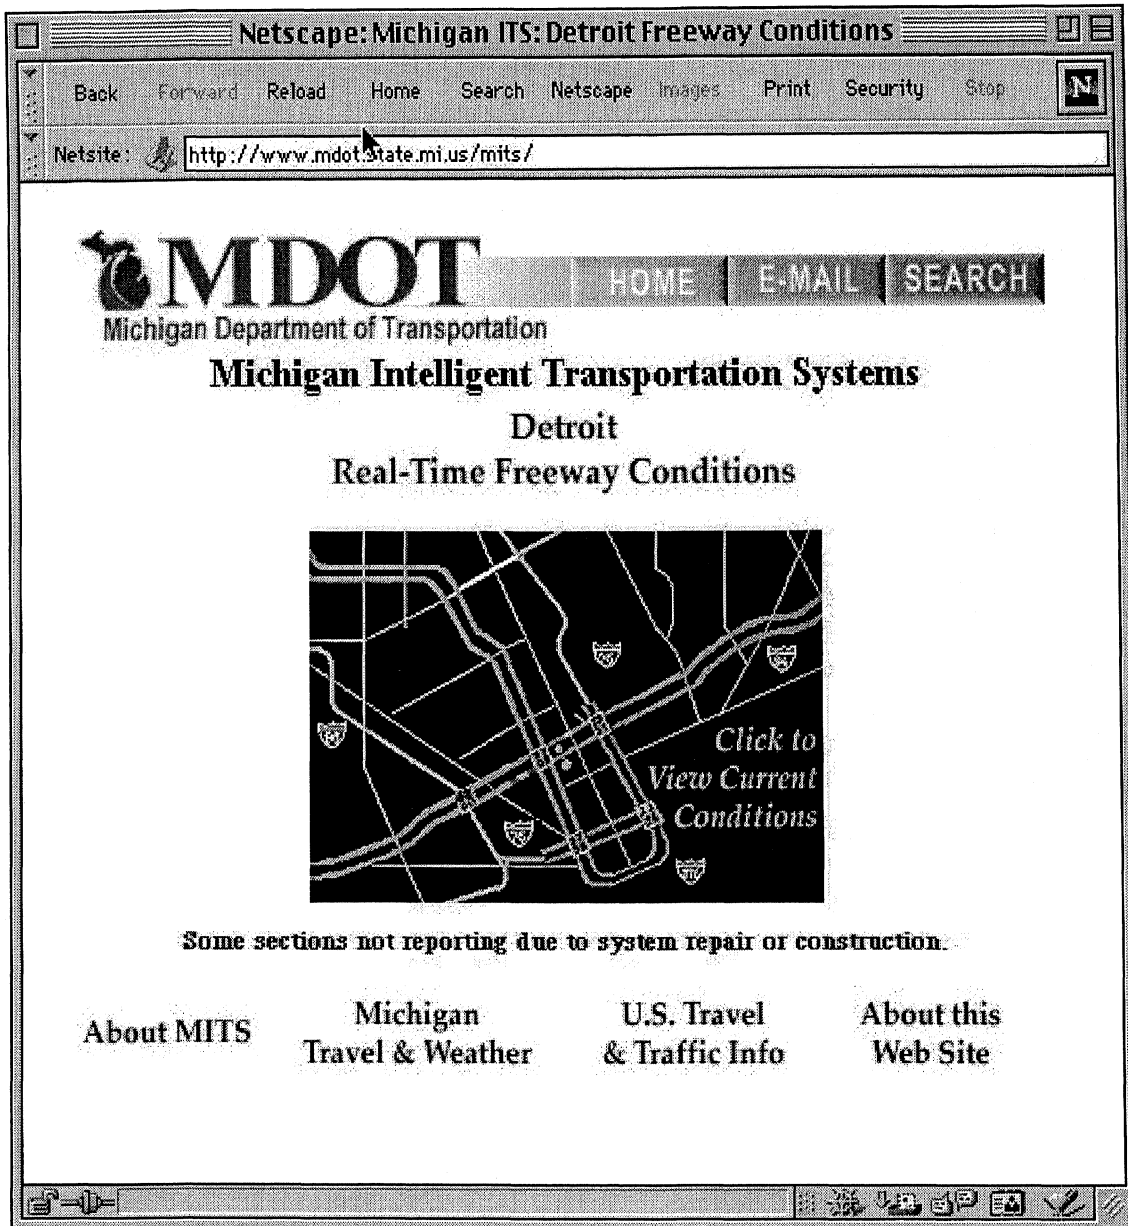 Netscape: Michigan ITS: Detroit Freeway Conditions
Back Forward Reload Home Search Netscape Images Print Security Stop
N
Netsite: http://www.mdot.state.mi.us/mits/
MDOT
HOME E-MAIL SEARCH
Michigan Department of Transportation
Michigan Intelligent Transportation Systems
Detroit
Real-Time Freeway Conditions
94
Click to
View Current
Conditions
75
Some sections not reporting due to system repair or construction.
About MITS
Michigan
Travel & Weather
U.S. Travel
& Traffic Info
About this
Web Site